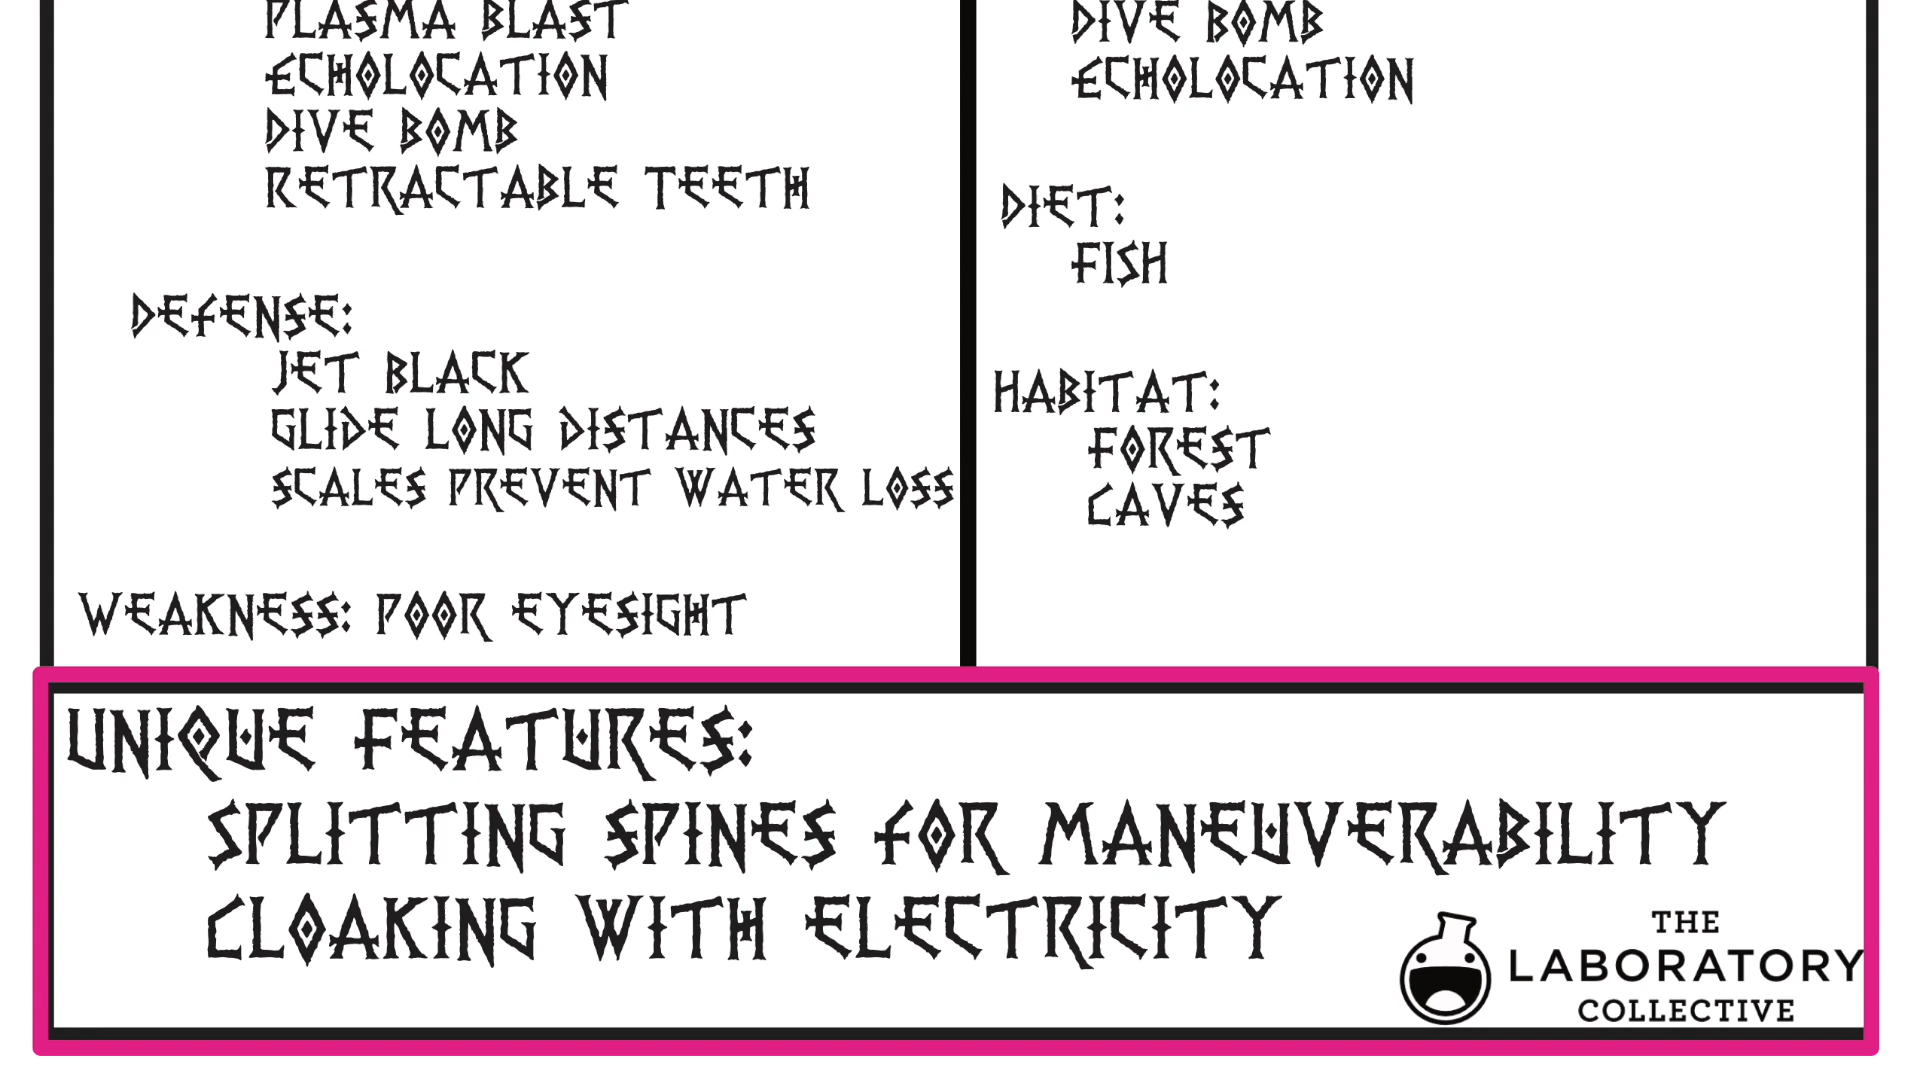 PLASMA BLAST
ECHOLOCATION
DIVE BOMB
RETRACTABLE TEETH
DEFENSE:
JET BLACK
GLIDE LONG DISTANCES
SCALES PREVENT WATER LOSS
WEAKNESS: POOR EYESIGHT
DIVE BOMB
ECHOLOCATION
DIET:
FISH
HABITAT:
FOREST
CAVES
UNIQUE FEATURES:
SPLITTING SPINES FOR MANEUVERABILITY
CLOAKING WITH ELECTRICITY
THE
LABORATORY
COLLECTIVE